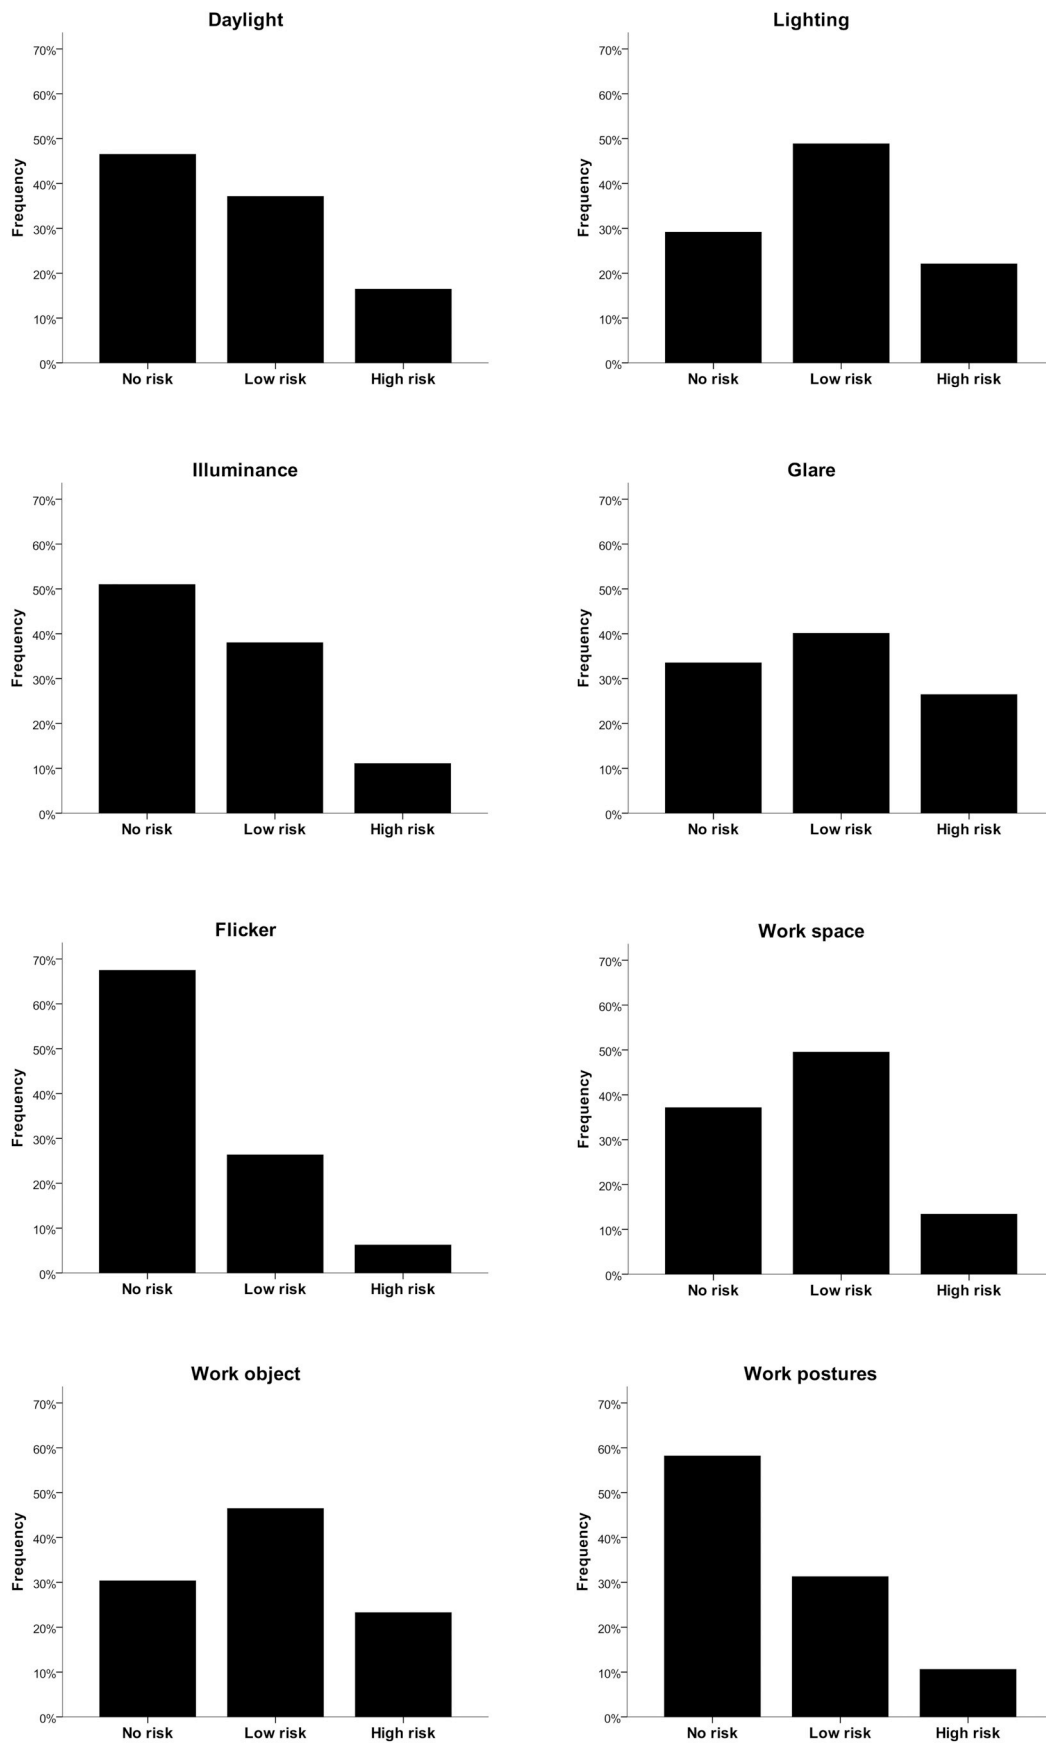 Daylight
70%
60%
50%
40%
30%
20%
10%
0%
Frequency
No risk Low risk High risk
Lighting
70%
60%
50%
40%
30%
20%
10%
0%
Frequency
No risk Low risk High risk
Illuminance
70%
60%
50%
40%
30%
20%
10%
0%
Frequency
No risk Low risk High risk
Glare
70%
60%
50%
40%
30%
20%
10%
0%
Frequency
No risk Low risk High risk
Flicker
70%
60%
50%
40%
30%
20%
10%
0%
Frequency
No risk Low risk High risk
Work space
70%
60%
50%
40%
30%
20%
10%
0%
Frequency
No risk Low risk High risk
Work object
70%
60%
50%
40%
30%
20%
10%
0%
Frequency
No risk Low risk High risk
Work postures
70%
60%
50%
40%
30%
20%
10%
0%
Frequency
No risk Low risk High risk